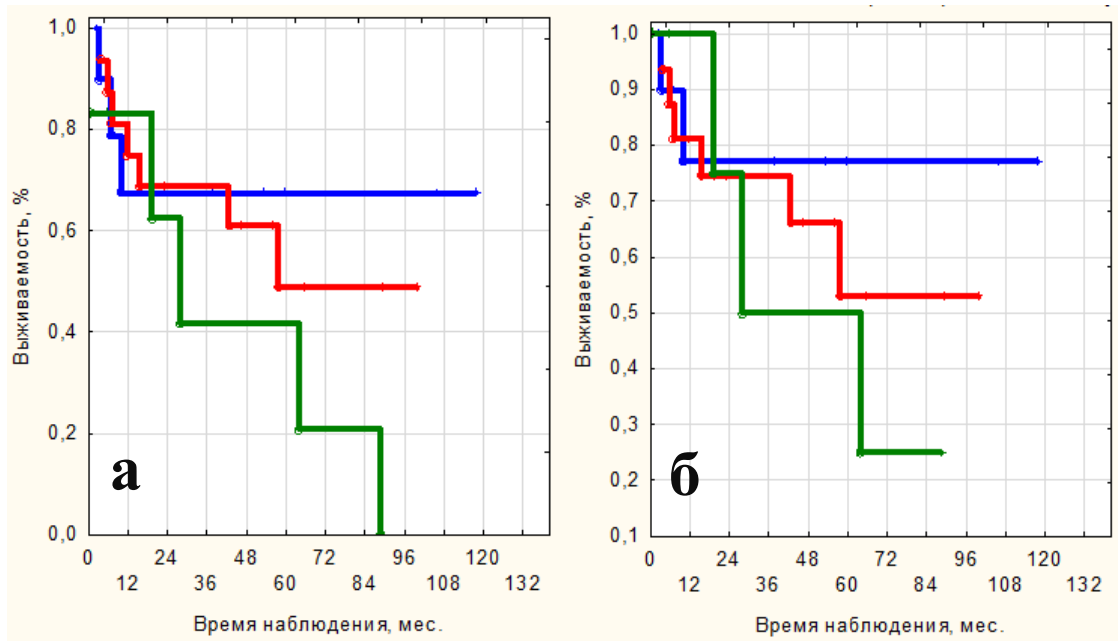 Выживаемость, %
1,0
0,8
0,6
0,4
0,2
0,0
а
0 24 48 72 96 120
12 36 60 84 108 132
Время наблюдения, мес.
Выживаемость, %
1,0
0,9
0,8
0,7
0,6
0,5
0,4
0,3
0,2
0,1
б
0 24 48 72 96 120
12 36 60 84 108 132
Время наблюдения, мес.